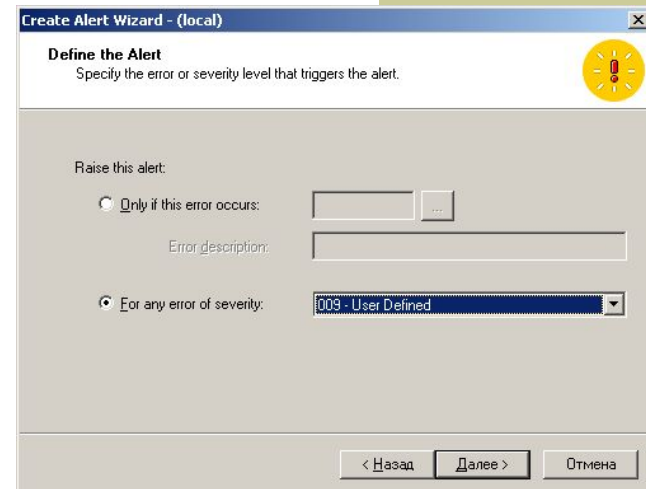 Create Alert Wizard - (local)
Define the Alert
Specify the error or severity level that triggers the alert.
Raise this alert:
Only if this error occurs:
...
Error description:
For any error of severity:
009 - User Defined
< Назад
Далее >
Отмена